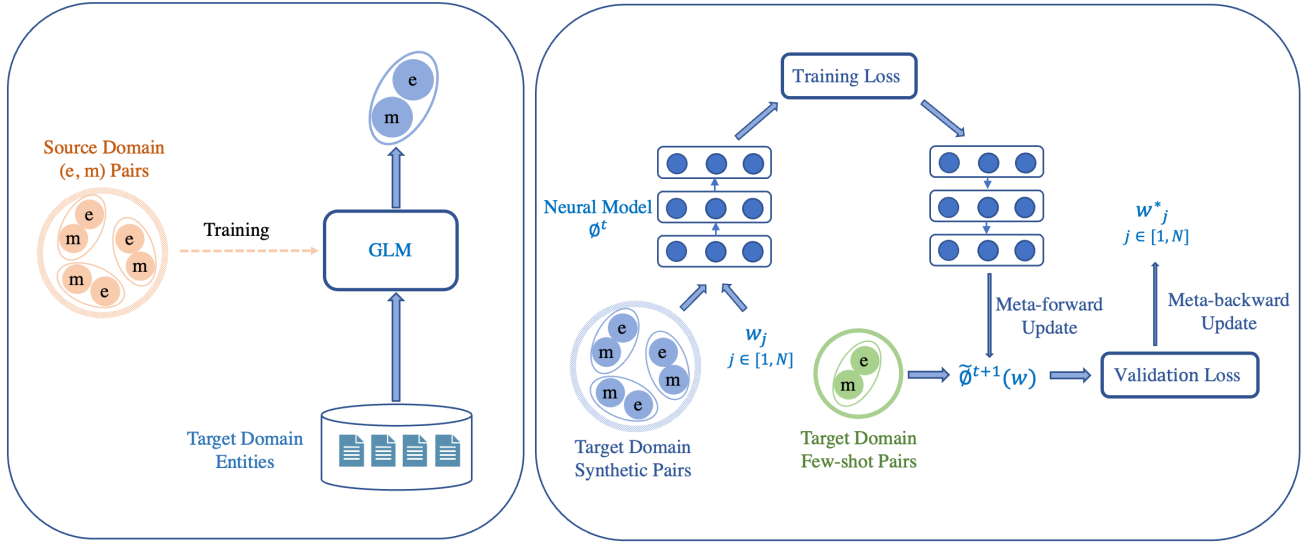 e
m
Source Domain
(e, m) Pairs
e
m
e
m
m
e
Training
GLM
Target Domain
Entities
Training Loss
Neural Model
ø^t
w_j
j ∈ [1, N]
e
m
e
m
m
e
Target Domain
Synthetic Pairs
e
m
Target Domain
Few-shot Pairs
Meta-forward
Update
ø̃^{t+1}(w)
Validation Loss
Meta-backward
Update
w*_j
j ∈ [1, N]